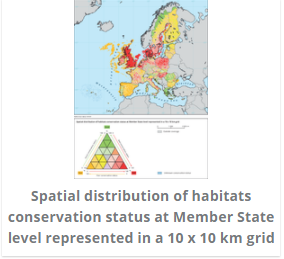 Spatial distribution of habitats
conservation status at Member State
level represented in a 10 x 10 km grid